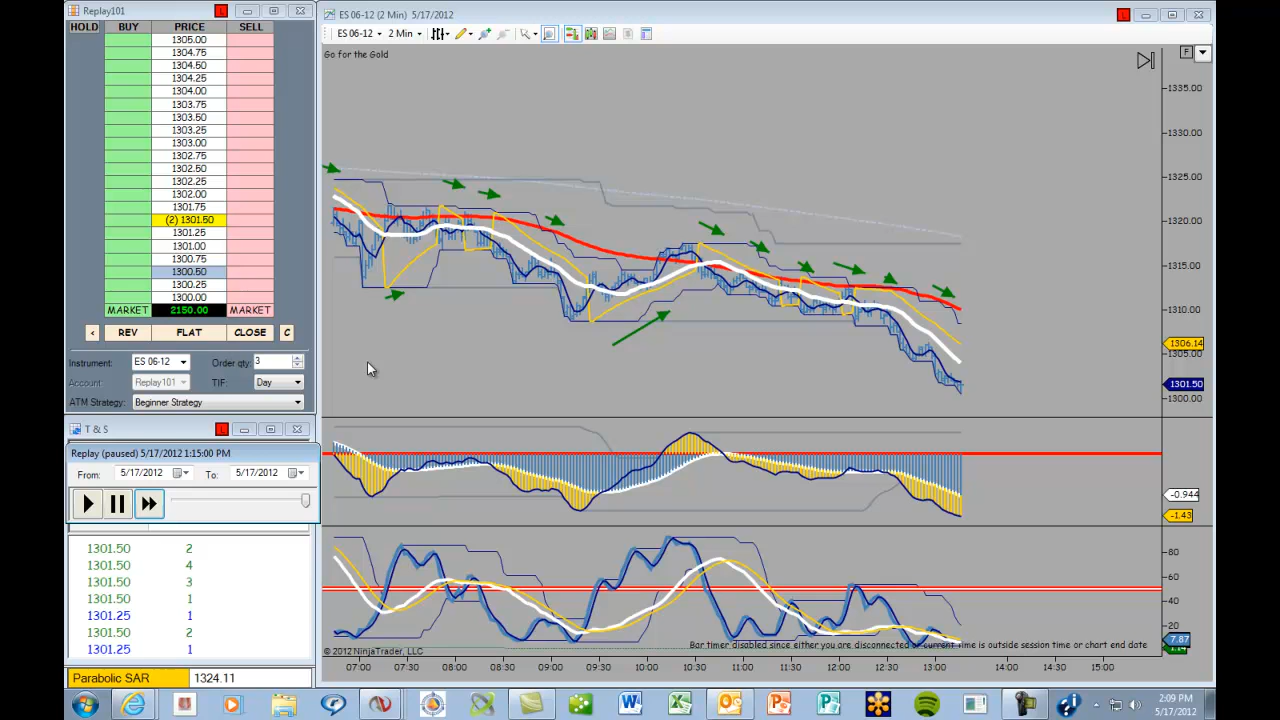 Replay101
HOLD BUY PRICE SELL
1305.00
1304.75
1304.50
1304.25
1304.00
1303.75
1303.50
1303.25
1303.00
1302.75
1302.50
1302.25
1302.00
1301.75
(2) 1301.50
1301.25
1301.00
1300.75
1300.50
1300.25
1300.00
MARKET 2150.00 MARKET
< REV FLAT CLOSE C
Instrument: ES 06-12 Order qty: 3
Account: Replay101 TIF: Day
ATM Strategy: Beginner Strategy
T & S
Replay (paused) 5/17/2012 1:15:00 PM
From: 5/17/2012 To: 5/17/2012
1301.50 2
1301.50 4
1301.50 3
1301.50 1
1301.25 1
1301.50 2
1301.25 1
Parabolic SAR 1324.11
ES 06-12 (2 Min) 5/17/2012
ES 06-12 2 Min
Go for the Gold
F
1335.00
1330.00
1325.00
1320.00
1315.00
1310.00
1306.14
1305.00
1301.50
1300.00
-0.944
-1.43
80
60
40
20
7.87
Bar timer disabled since either you are disconnected or current time is outside session time or chart end date
© 2012 NinjaTrader, LLC
07:00 07:30 08:00 08:30 09:00 09:30 10:00 10:30 11:00 11:30 12:00 12:30 13:00 14:00 14:30 15:00
2:09 PM
5/17/2012